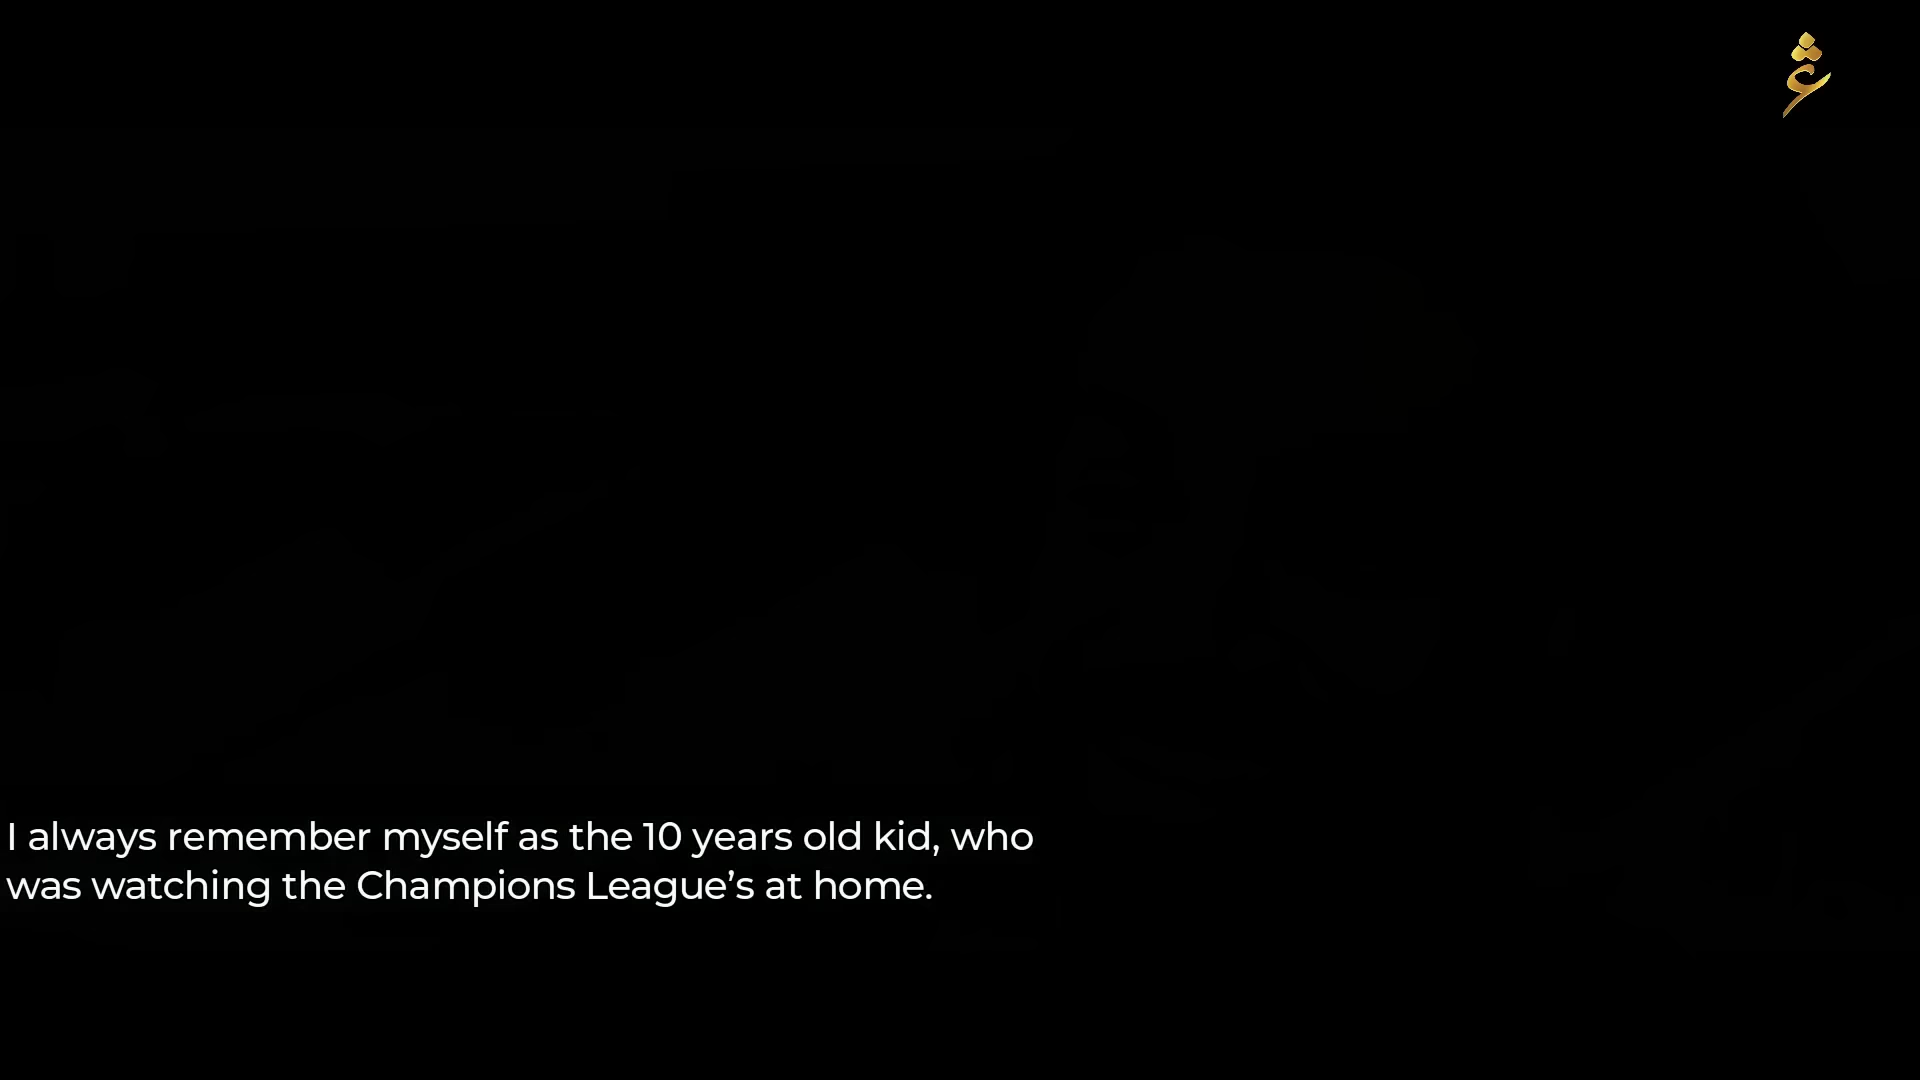 I always remember myself as the 10 years old kid, who
was watching the Champions League’s at home.